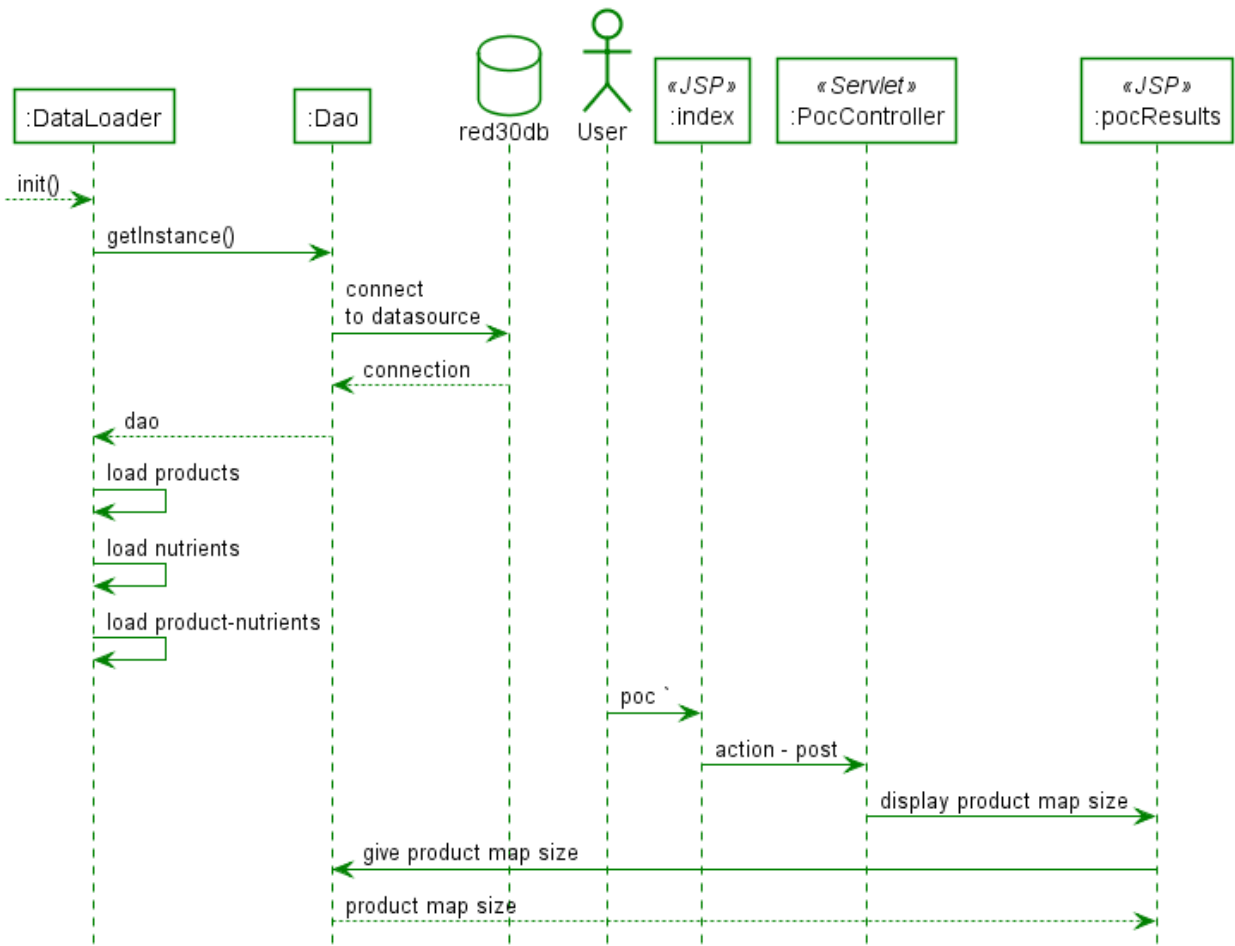 «JSP»
«Servlet»
«JSP»
:DataLoader
:Dao
red30db
User
:index
:PocController
:pocResults
init()
getInstance()
connect
to datasource
connection
dao
load products
load nutrients
load product-nutrients
poc `
action - post
display product map size
give product map size
product map size